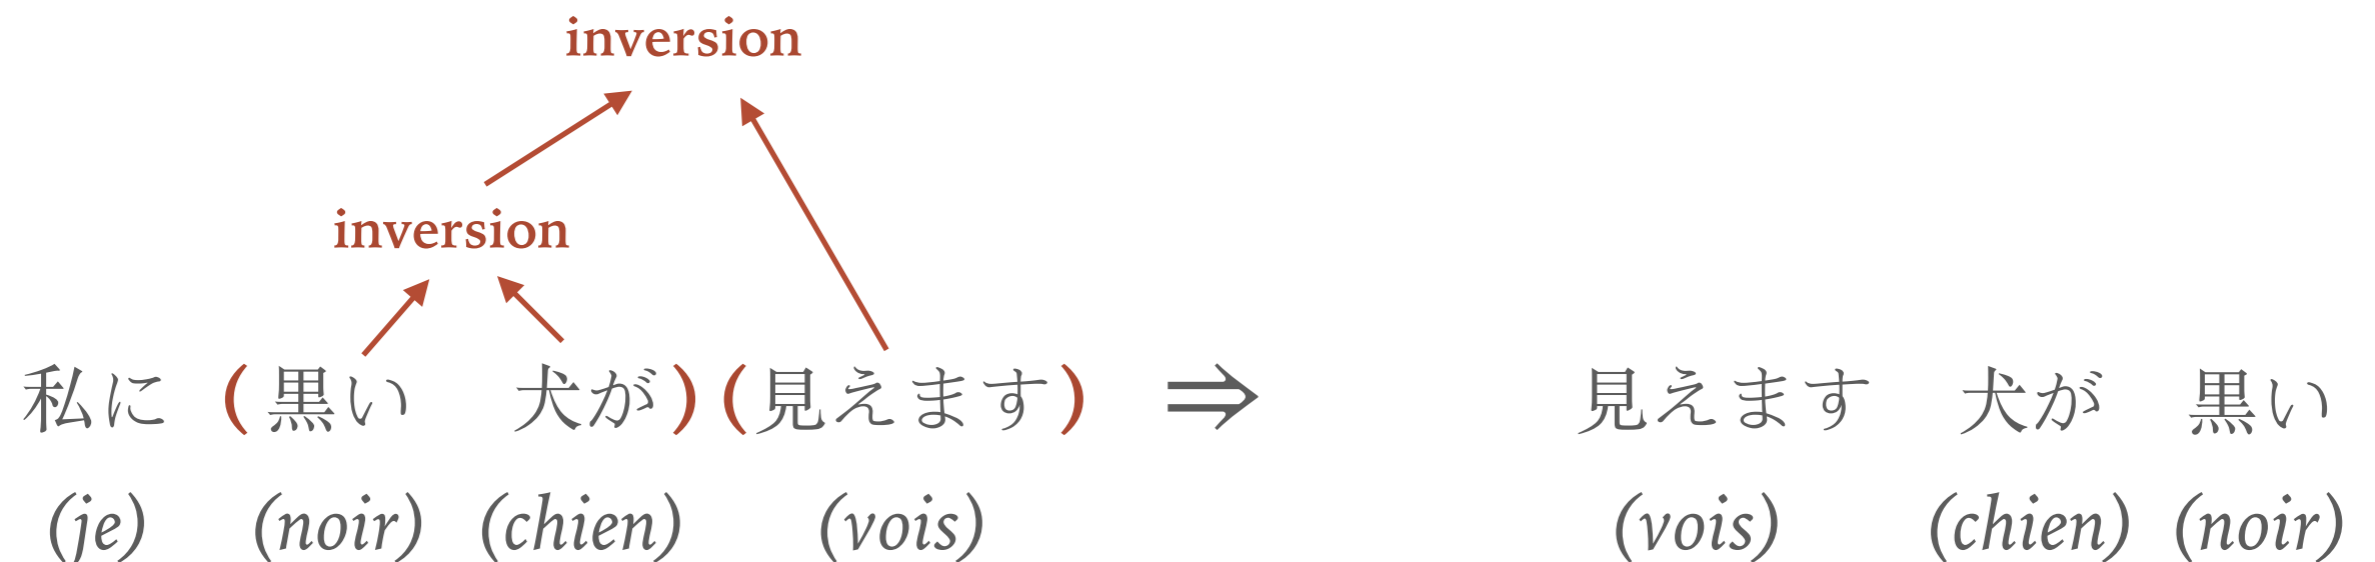 inversion
inversion
私に (黒い 犬が)(見えます) ⇒ 見えます 犬が 黒い
(je) (noir) (chien) (vois) (vois) (chien) (noir)